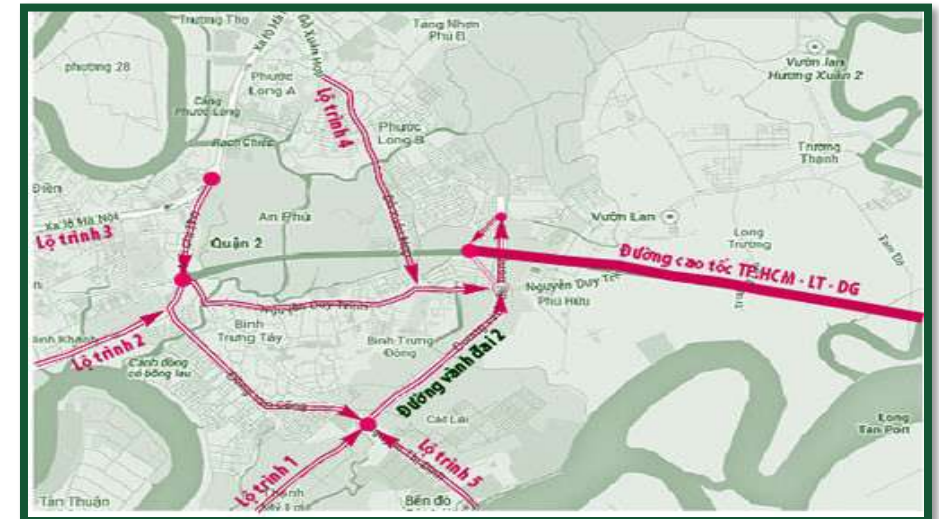 Trường Thọ
Tăng Nhơn
Phú B
phường 28
Vườn lan
Hương Xuân 2
Phước
Long A
Cảng
Phước Long
Lộ trình 4
Phước
Long B
Rạch Chiếc
Trường
Thạnh
Điền
An Phú
Vườn Lan
Xa lộ Hà Nội
Lộ trình 3
Quận 2
Long
Trường
Đường cao tốc TP.HCM - LT - DG
Nguyễn Duy Trinh
Phú Hữu
Nguyễn Duy Trinh
Bình
Trưng Tây
Bình Trưng
Đông
Lộ trình 2
Cánh đồng
cỏ bông lau
Đường vành đai 2
Cát Lái
Long
Tan Port
Lộ trình 1
Lộ trình 5
Tân Thuận
Thạnh
Mỹ Lợi
Bến đò